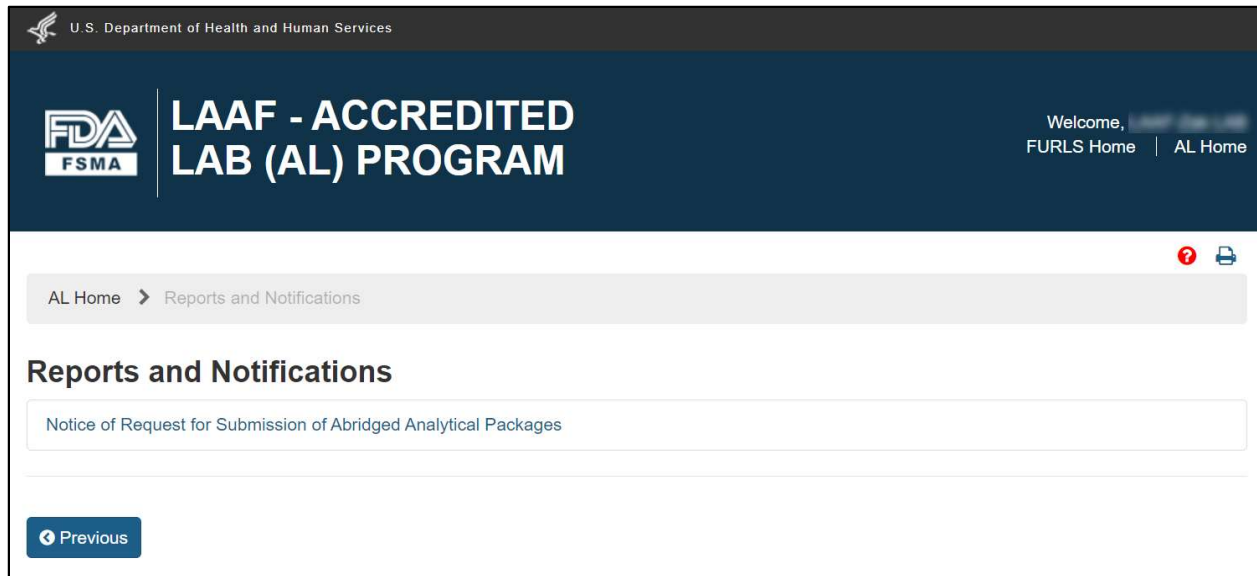 U.S. Department of Health and Human Services
FDA
FSMA
LAAF - ACCREDITED
LAB (AL) PROGRAM
Welcome,
FURLS Home | AL Home
?
AL Home > Reports and Notifications
Reports and Notifications
Notice of Request for Submission of Abridged Analytical Packages
Previous